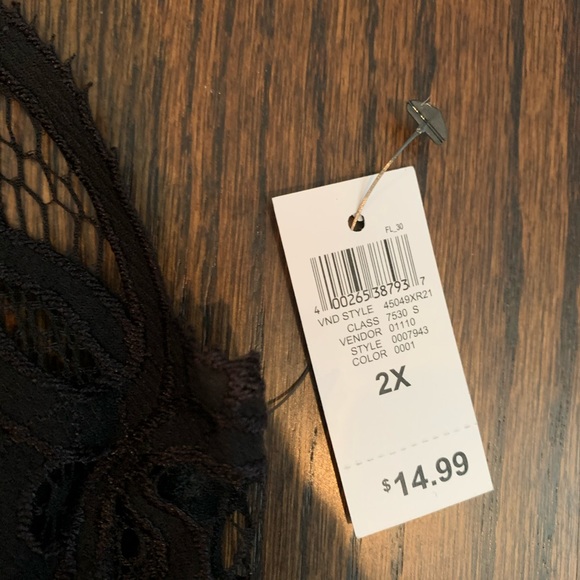 FL_30
4 00265 38793 7
VND STYLE 45049XR21
CLASS 7530 S
VENDOR 01110
STYLE 0007943
COLOR 0001
2X
$14.99